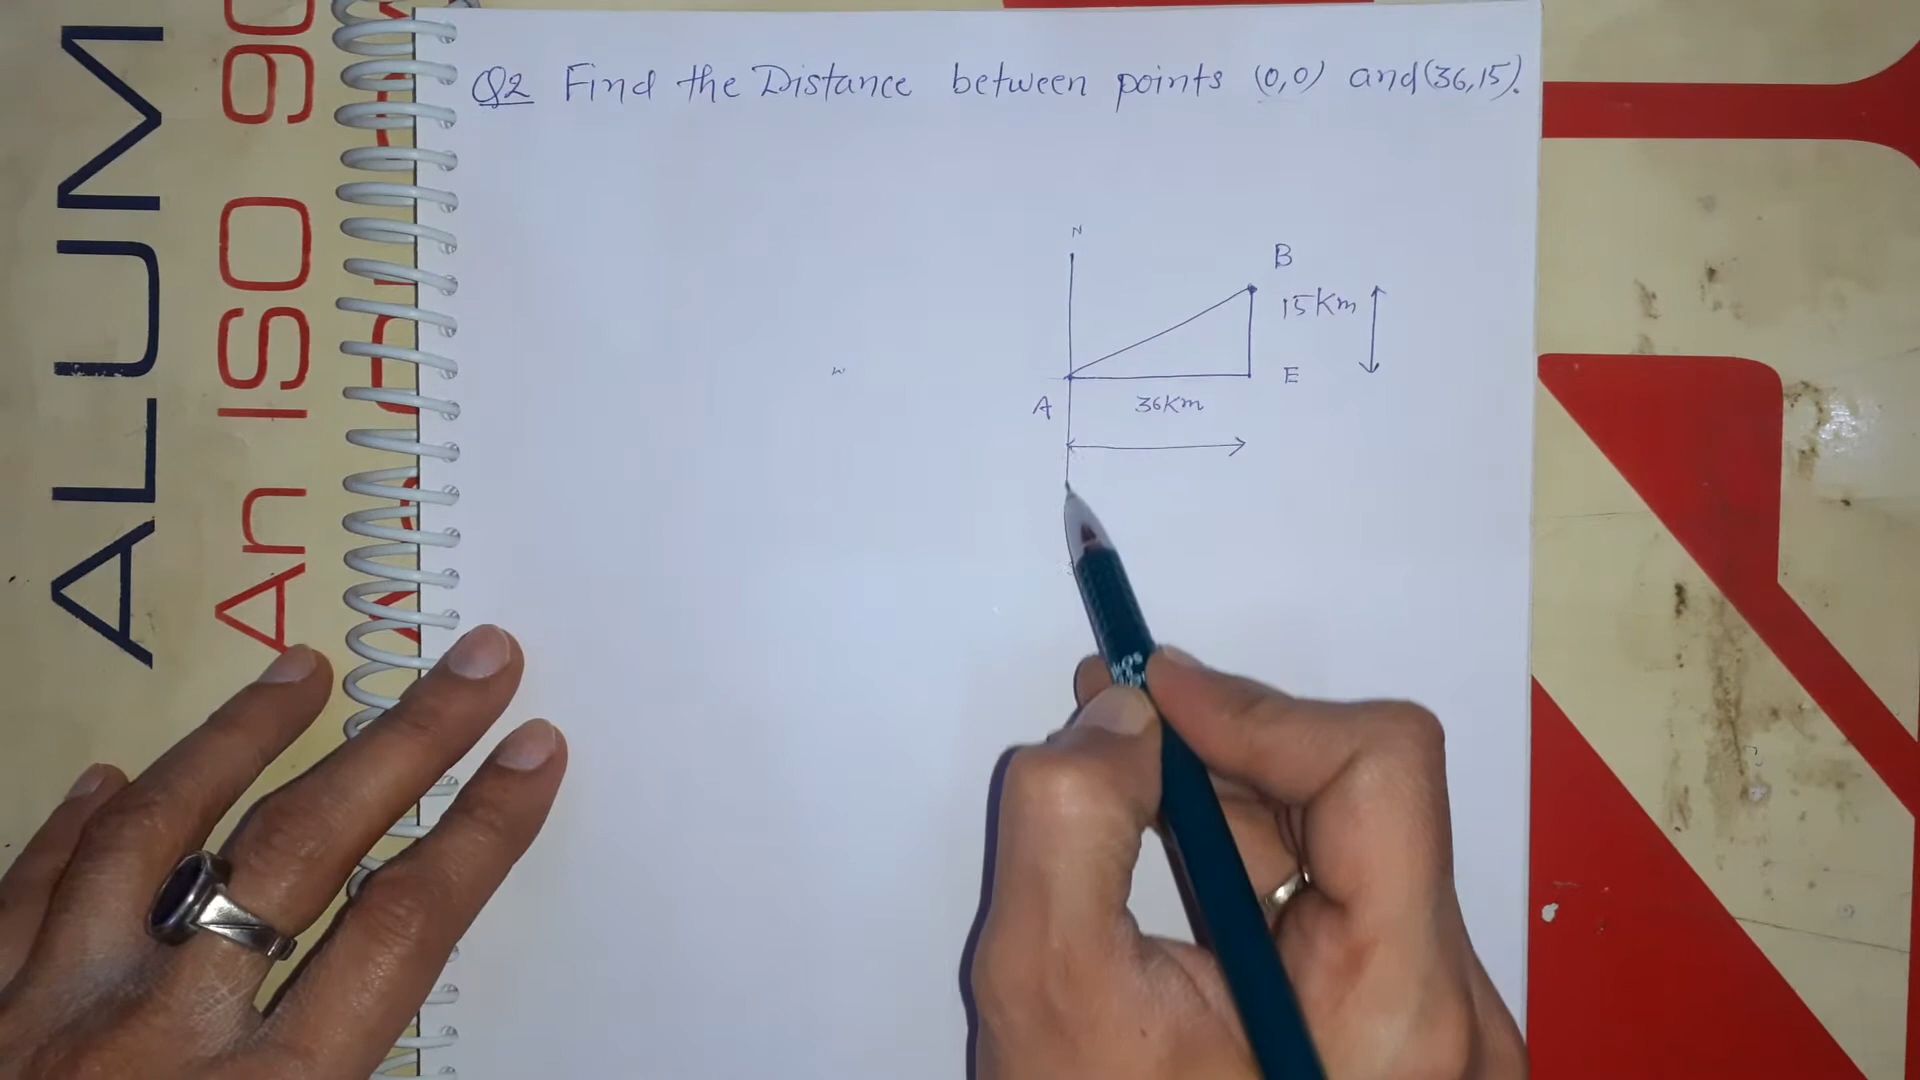 Q2 Find the Distance between points (0,0) and (36,15).
N
B
15Km
E
A
36Km
ALUM
An ISO 90